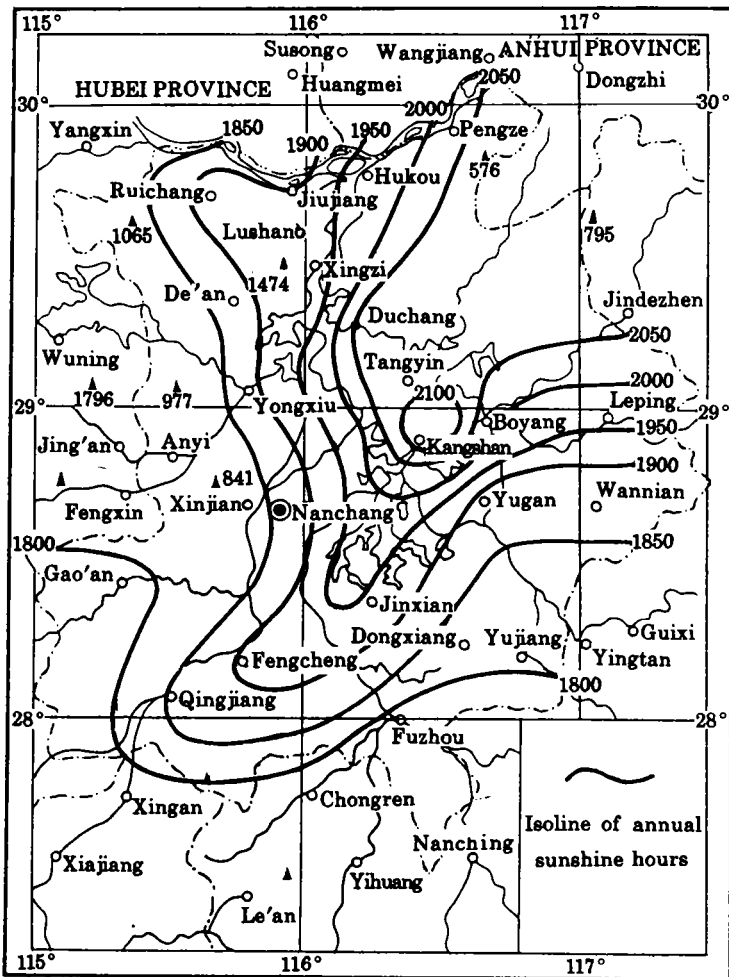 115° 116° 117°
Susong
Wangjiang
ANHUI PROVINCE
Huangmei
2050
Dongzhi
HUBEI PROVINCE
30°
2000
30°
Yangxin
1850
1900
1950
Pengze
576
Hukou
Ruichang
Jiujiang
1065
Lushan
795
1474
Xingzi
De'an
Duchang
Jindezhen
2050
Wuning
Tangyin
2000
1796
977
29°
Yongxiu
2100
29°
Boyang
Leping
Jing'an
Anyi
Kangshan
1950
841
1900
Fengxin
Xinjian
Nanchang
Yugan
Wannian
1800
1850
Gao'an
Jinxian
Dongxiang
Yujiang
Guixi
Yingtan
Fengcheng
1800
Qingjiang
28°
28°
Fuzhou
Xingan
Chongren
Isoline of annual
sunshine hours
Nanching
Xiajiang
Yihuang
Le'an
115° 116° 117°